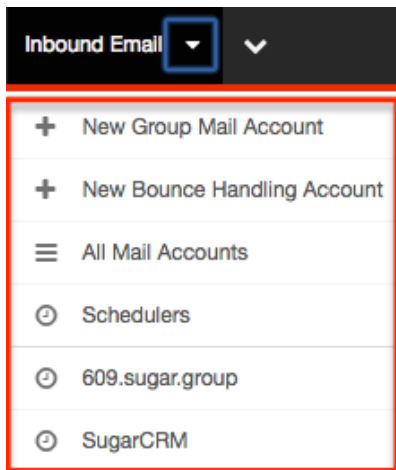 Inbound Email
New Group Mail Account
New Bounce Handling Account
All Mail Accounts
Schedulers
609.sugar.group
SugarCRM